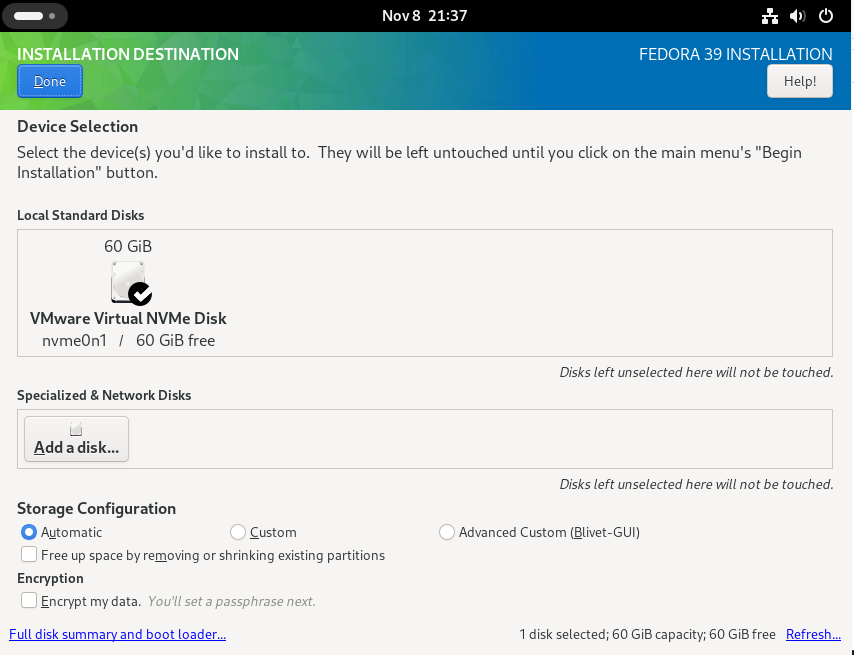 Nov 8 21:37
INSTALLATION DESTINATION
FEDORA 39 INSTALLATION
Done
Help!
Device Selection
Select the device(s) you'd like to install to. They will be left untouched until you click on the main menu's "Begin
Installation" button.
Local Standard Disks
60 GiB
VMware Virtual NVMe Disk
nvme0n1 / 60 GiB free
Disks left unselected here will not be touched.
Specialized & Network Disks
Add a disk...
Disks left unselected here will not be touched.
Storage Configuration
Automatic
Custom
Advanced Custom (Blivet-GUI)
Free up space by removing or shrinking existing partitions
Encryption
Encrypt my data. You'll set a passphrase next.
Full disk summary and boot loader...
1 disk selected; 60 GiB capacity; 60 GiB free
Refresh...